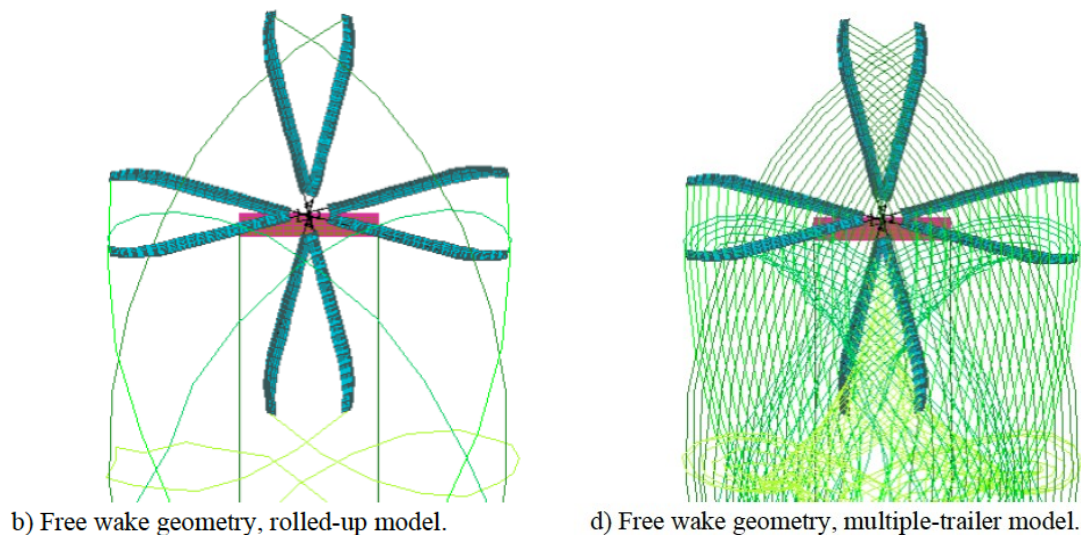 b) Free wake geometry, rolled-up model.
d) Free wake geometry, multiple-trailer model.